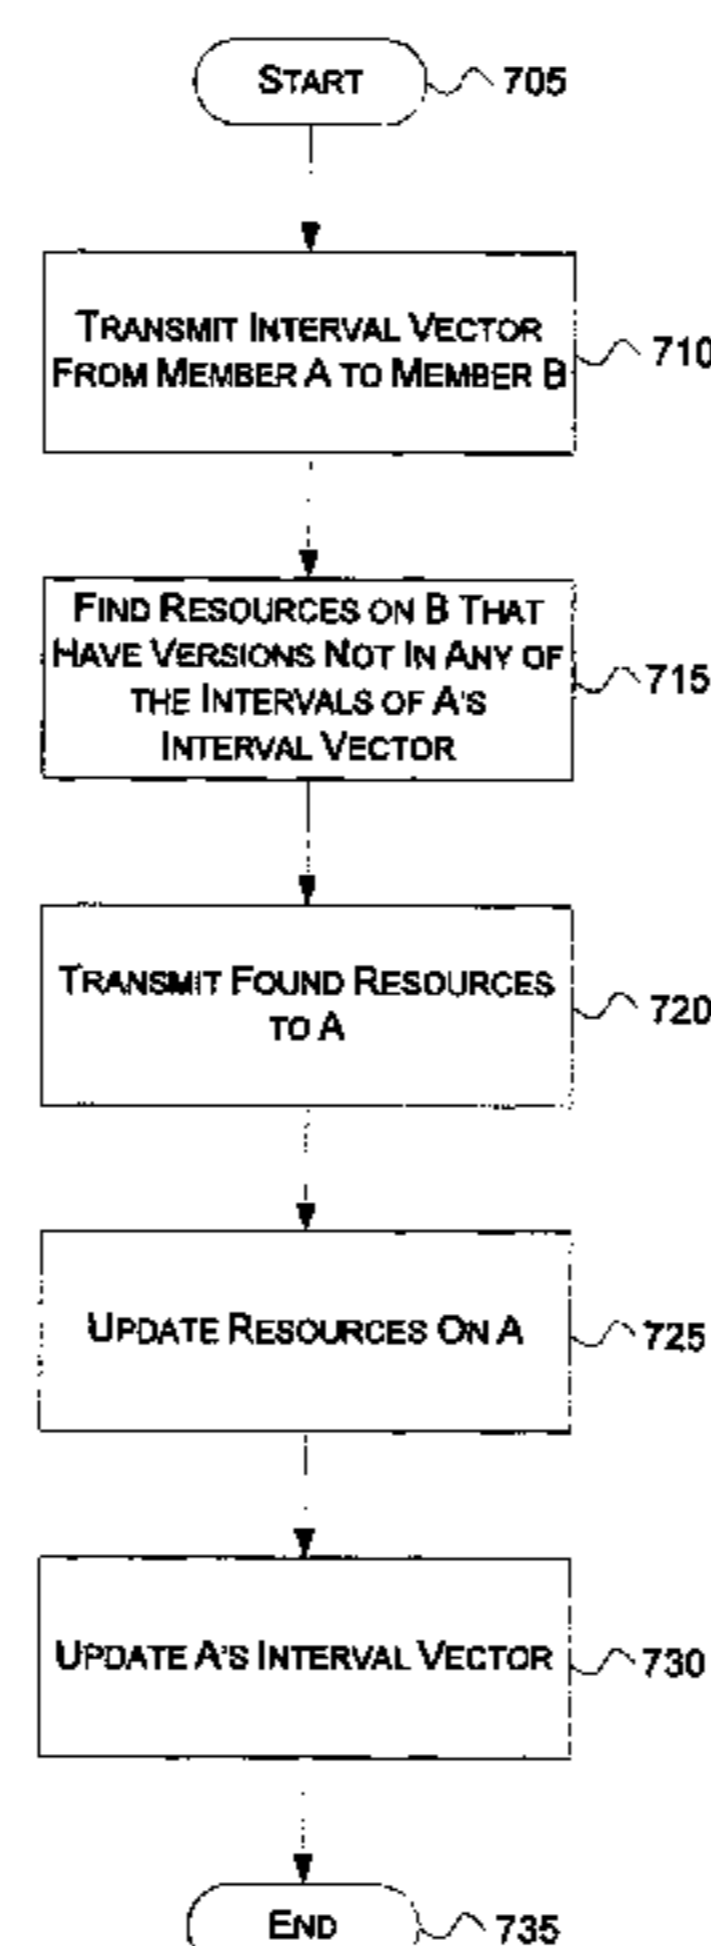 START
705
TRANSMIT INTERVAL VECTOR
FROM MEMBER A TO MEMBER B
710
FIND RESOURCES ON B THAT
HAVE VERSIONS NOT IN ANY OF
THE INTERVALS OF A'S
INTERVAL VECTOR
715
TRANSMIT FOUND RESOURCES
TO A
720
UPDATE RESOURCES ON A
725
UPDATE A'S INTERVAL VECTOR
730
END
735